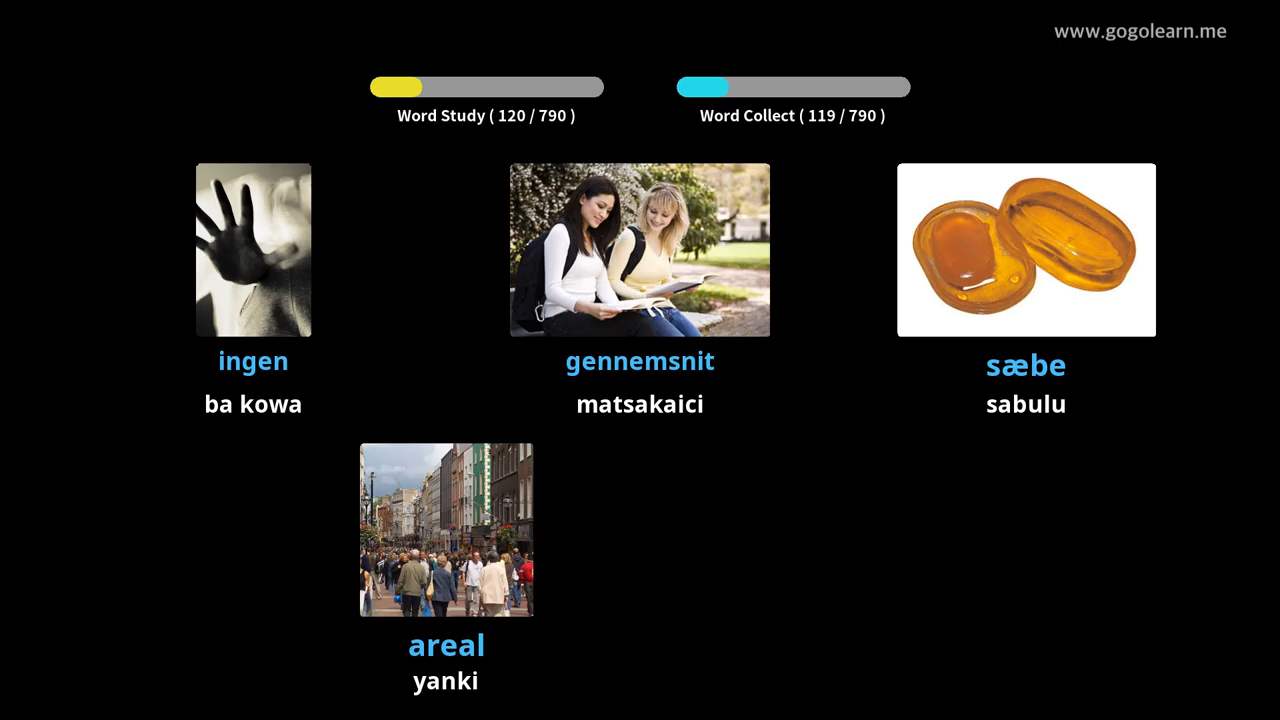 www.gogolearn.me
Word Study ( 120 / 790 )
Word Collect ( 119 / 790 )
ingen
ba kowa
gennemsnit
matsakaici
sæbe
sabulu
areal
yanki